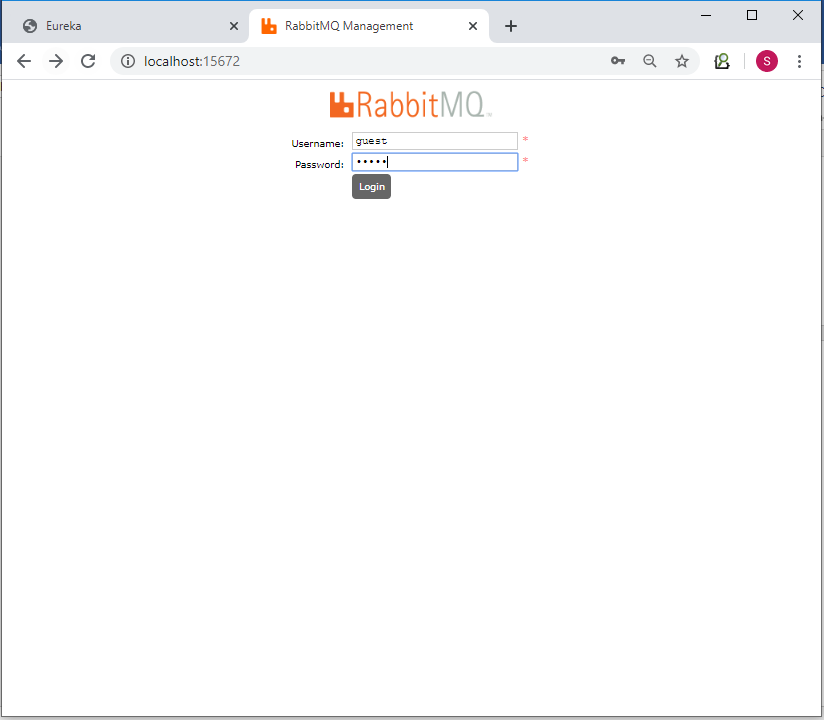 Eureka
RabbitMQ Management
localhost:15672
S
RabbitMQ
Username: guest *
Password: ••••• *
Login